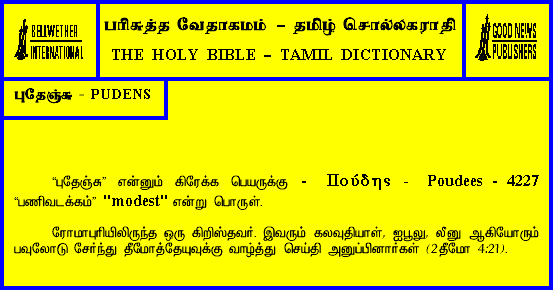 BELLWETHER
INTERNATIONAL
பரிசுத்த வேதாகமம் – தமிழ் சொல்லகராதி
THE HOLY BIBLE – TAMIL DICTIONARY
GOOD NEWS
PUBLISHERS
புதேஞ்சு - PUDENS
“புதேஞ்சு” என்னும் கிரேக்க பெயருக்கு - Πούδης - Poudees - 4227
“பணிவடக்கம்” "modest" என்று பொருள்.
ரோமாபுரியிலிருந்த ஒரு கிறிஸ்தவர். இவரும் கலவுதியாள், ஐபூலு, லீனு ஆகியோரும்
பவுலோடு சேர்ந்து தீமோத்தேயுவுக்கு வாழ்த்து செய்தி அனுப்பினார்கள் (2தீமோ 4:21).